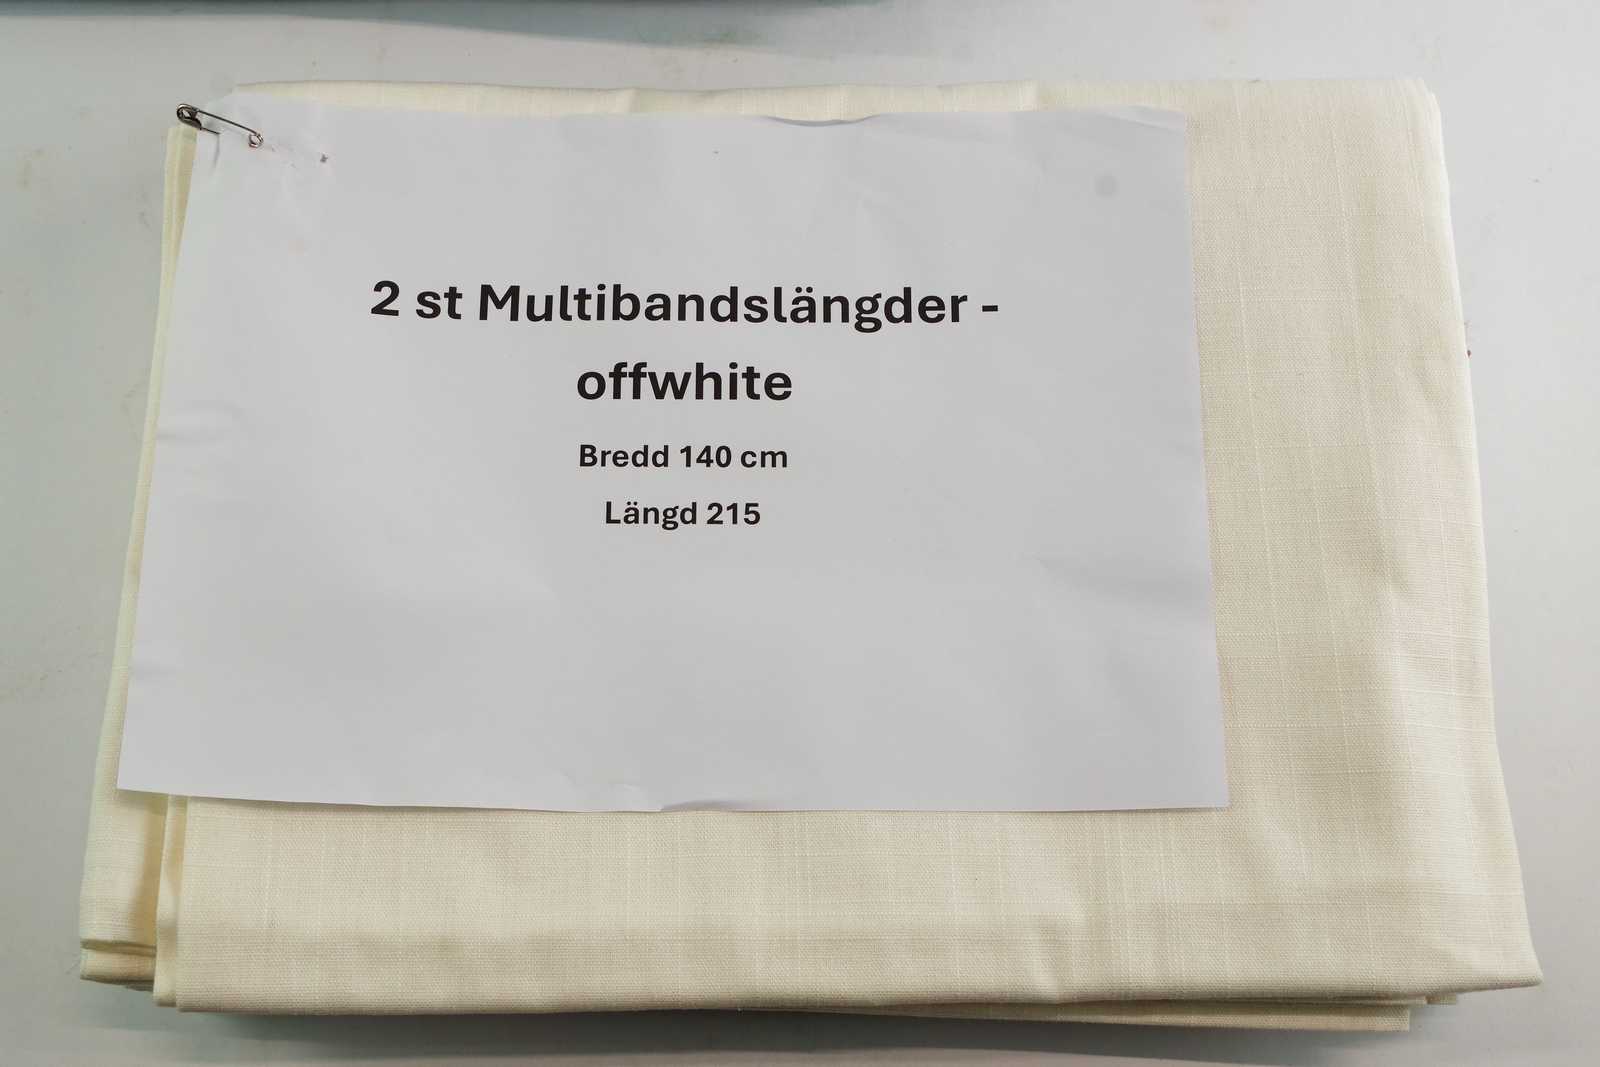 2 st Multibandslängder -
offwhite
Bredd 140 cm
Längd 215